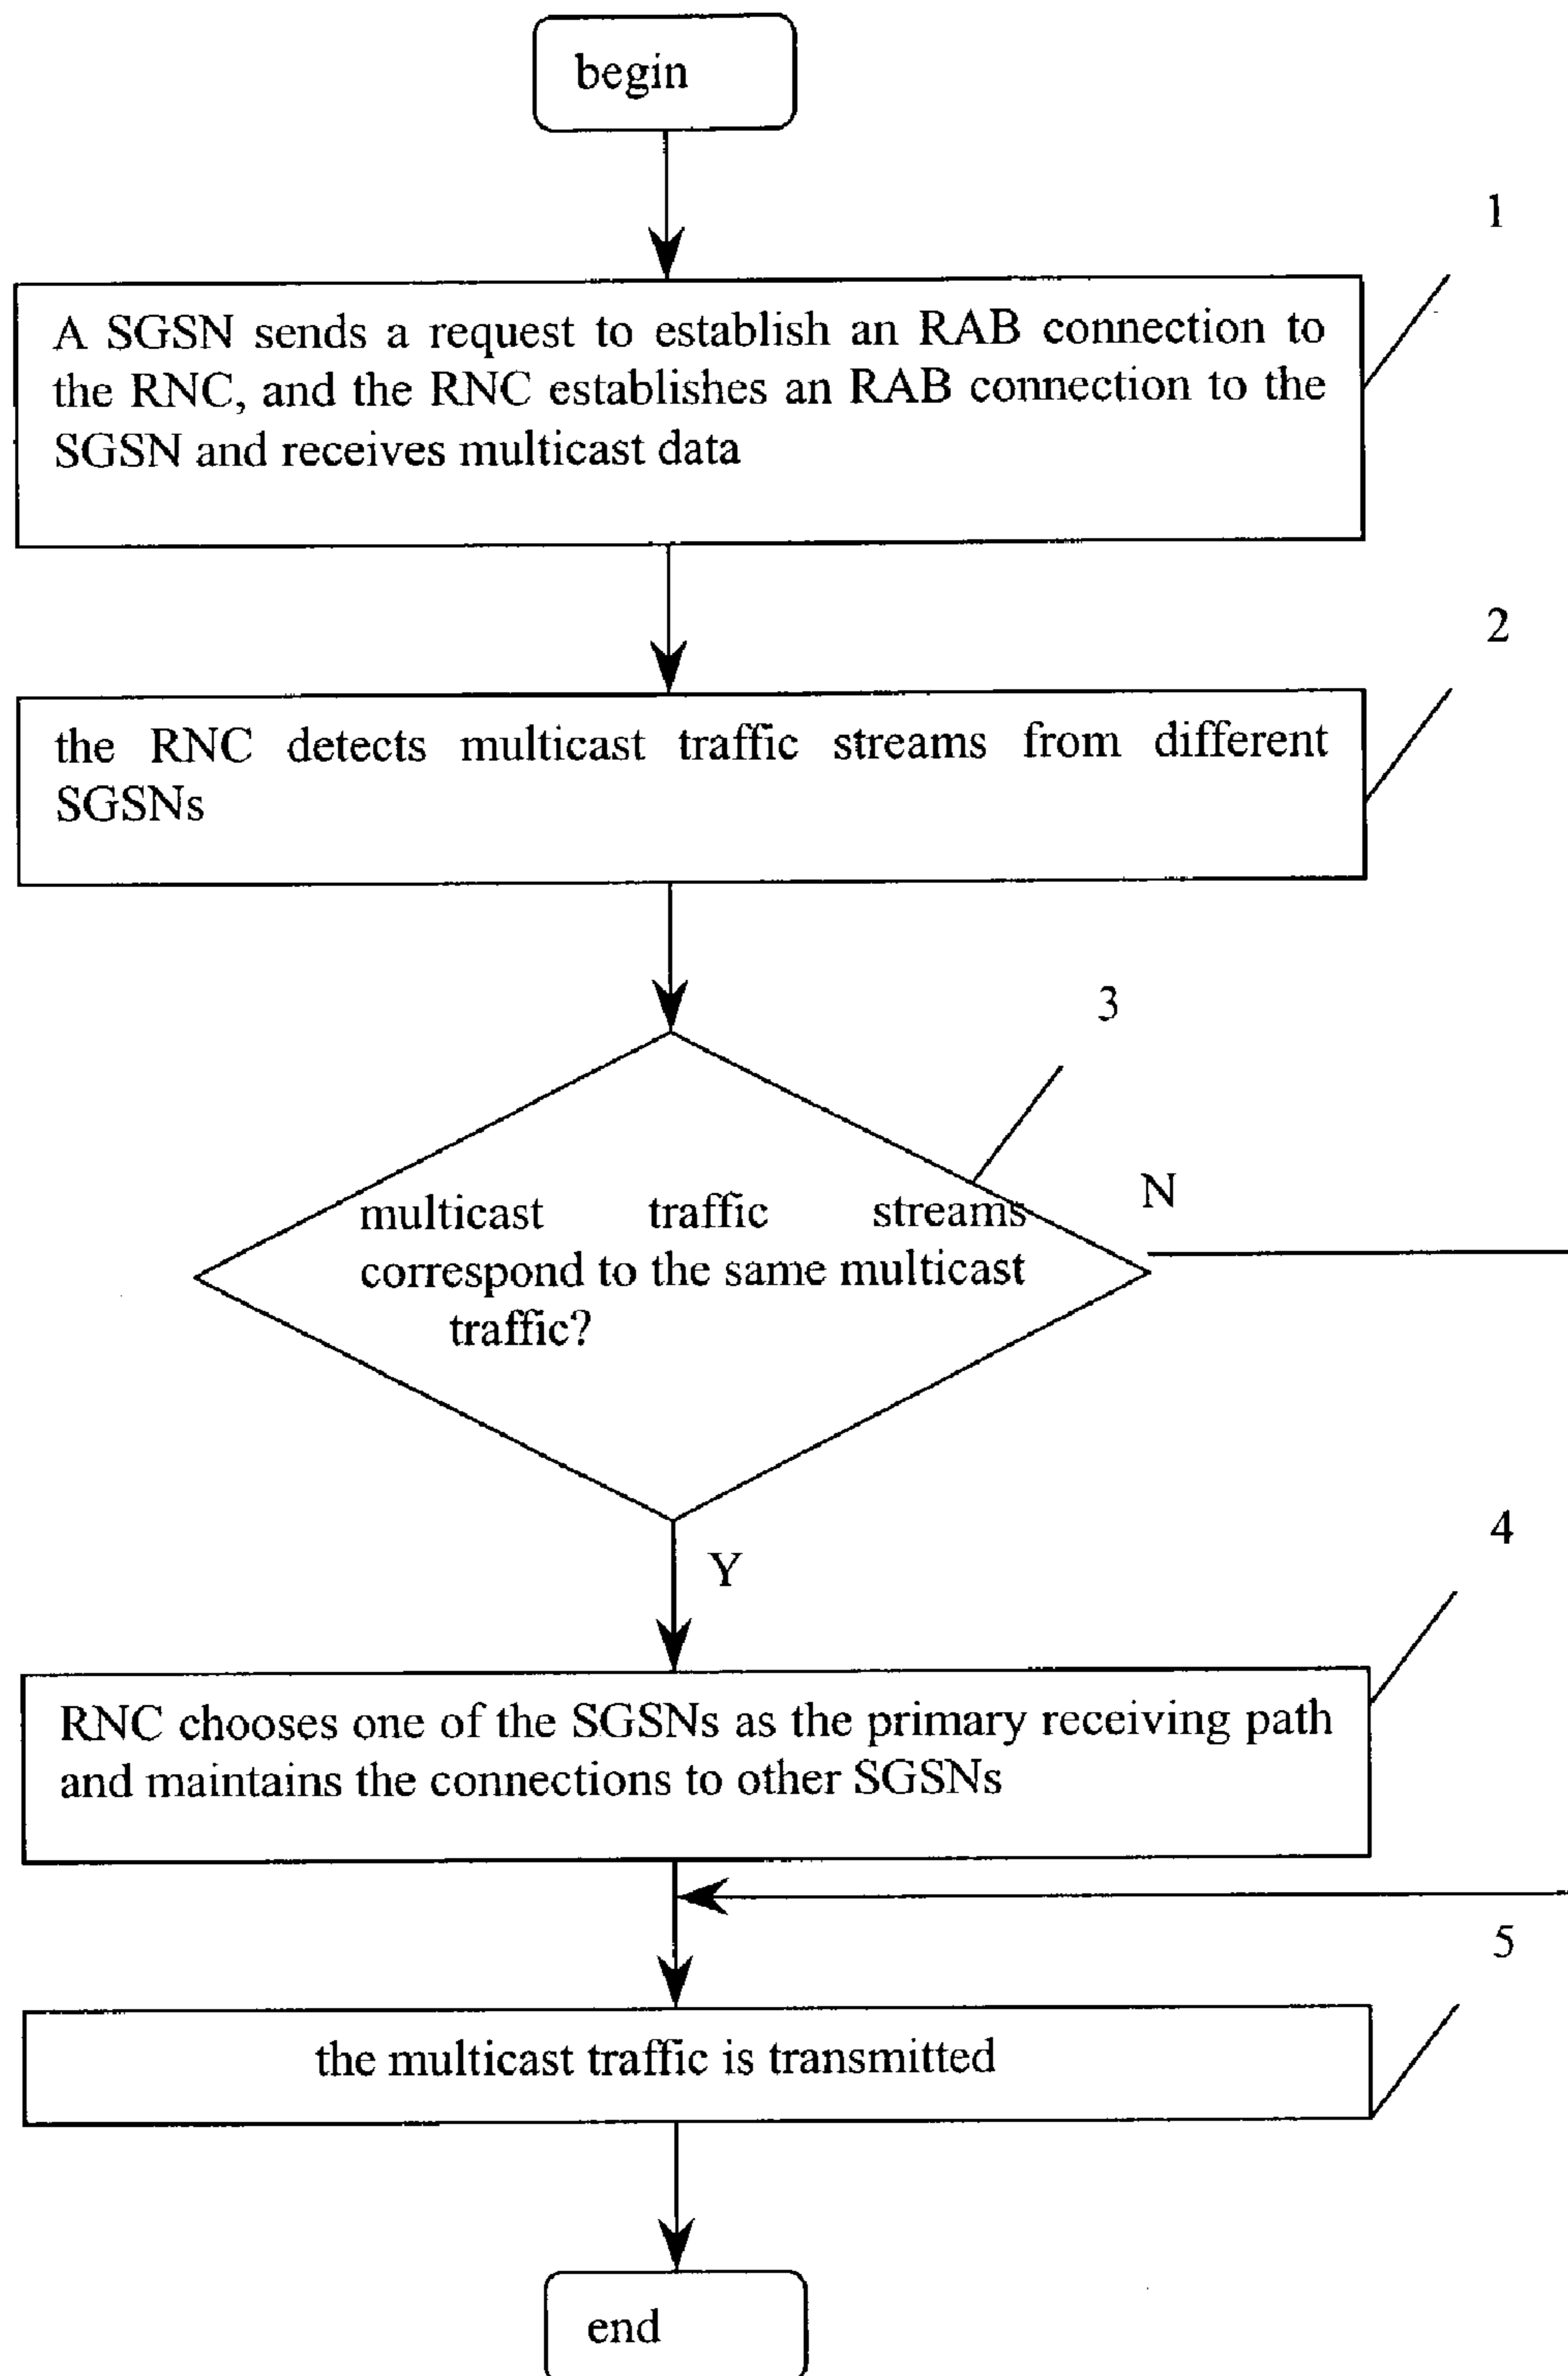 begin
1
A SGSN sends a request to establish an RAB connection to
the RNC, and the RNC establishes an RAB connection to the
SGSN and receives multicast data
2
the RNC detects multicast traffic streams from different
SGSNs
3
N
multicast traffic streams
correspond to the same multicast
traffic?
Y
4
RNC chooses one of the SGSNs as the primary receiving path
and maintains the connections to other SGSNs
5
the multicast traffic is transmitted
end